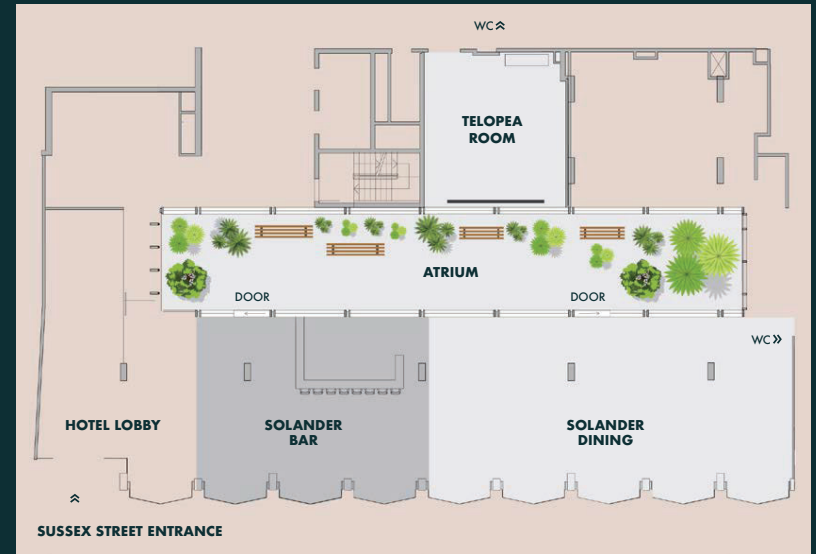 WC
TELOPEA
ROOM
ATRIUM
DOOR
DOOR
WC
HOTEL LOBBY
SOLANDER
BAR
SOLANDER
DINING
SUSSEX STREET ENTRANCE